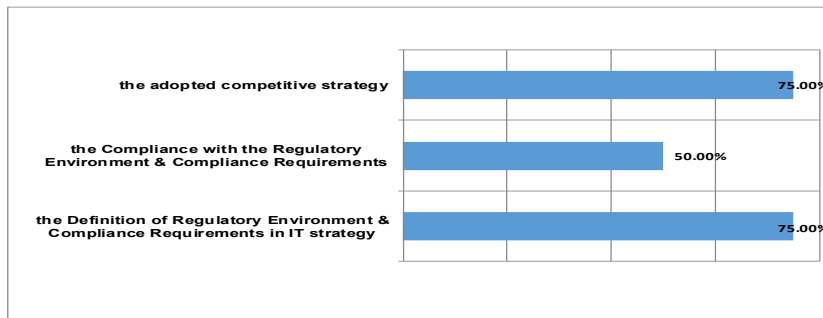 the adopted competitive strategy
75.00%
the Compliance with the Regulatory
Environment & Compliance Requirements
50.00%
the Definition of Regulatory Environment &
Compliance Requirements in IT strategy
75.00%